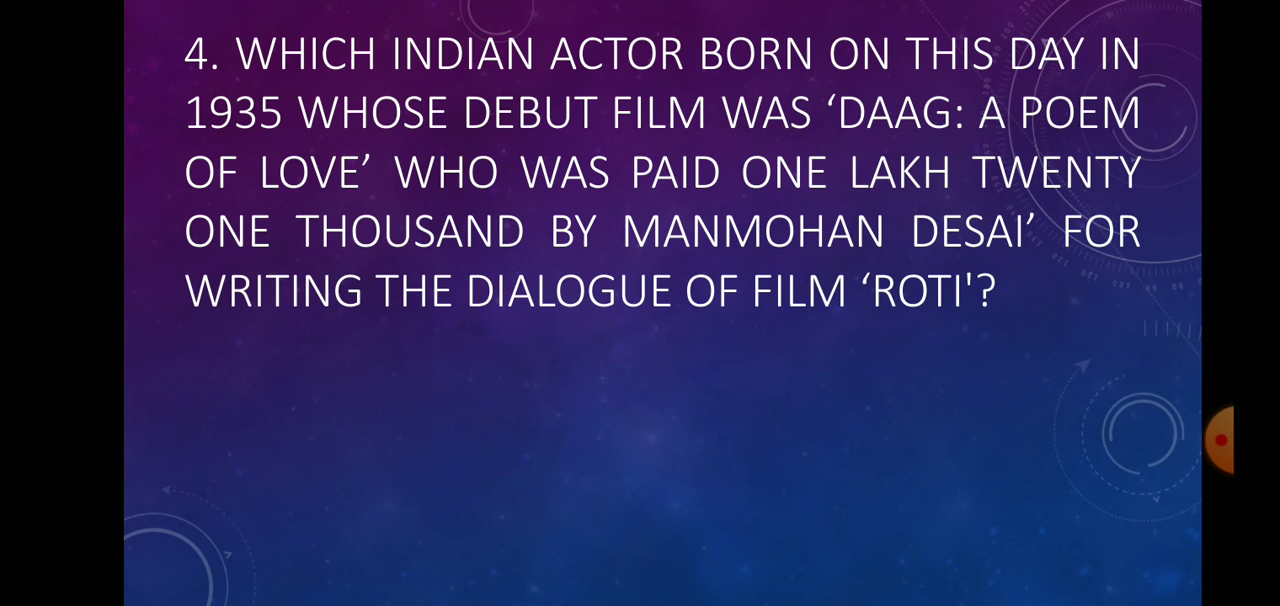 4. WHICH INDIAN ACTOR BORN ON THIS DAY IN
1935 WHOSE DEBUT FILM WAS ‘DAAG: A POEM
OF LOVE’ WHO WAS PAID ONE LAKH TWENTY
ONE THOUSAND BY MANMOHAN DESAI’ FOR
WRITING THE DIALOGUE OF FILM ‘ROTI'?